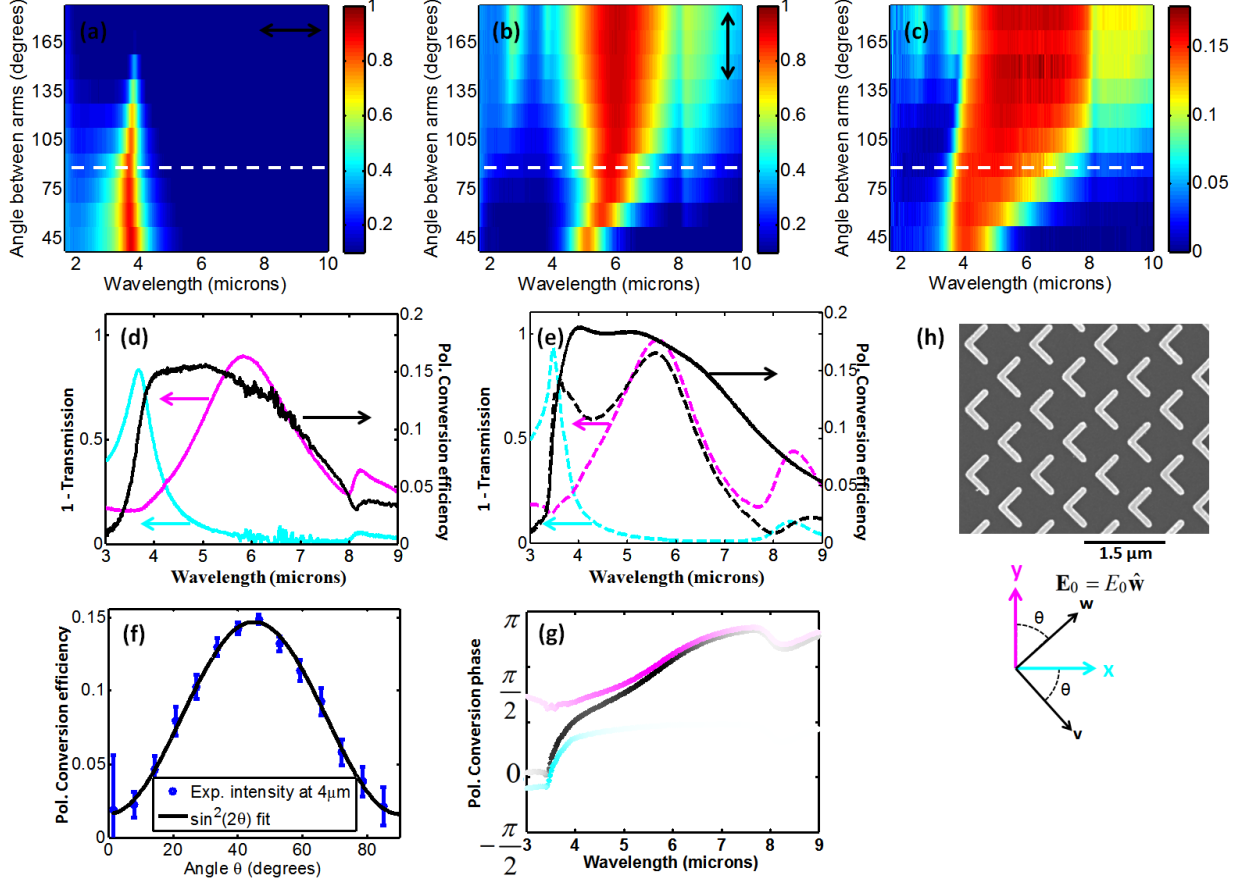 (a)
Angle between arms (degrees)
165
135
105
75
45
2
4
6
8
10
Wavelength (microns)
1
0.8
0.6
0.4
0.2
(b)
Angle between arms (degrees)
165
135
105
75
45
2
4
6
8
10
Wavelength (microns)
1
0.8
0.6
0.4
0.2
(c)
Angle between arms (degrees)
165
135
105
75
45
2
4
6
8
10
Wavelength (microns)
0.15
0.1
0.05
0
(d)
1 - Transmission
1
0.5
0
3
4
5
6
7
8
9
Wavelength (microns)
0.2
0.15
0.1
0.05
0
Pol. Conversion efficiency
(e)
1 - Transmission
1
0.5
0
3
4
5
6
7
8
9
Wavelength (microns)
0.2
0.15
0.1
0.05
0
Pol. Conversion efficiency
(h)
1.5 μm
(f)
Pol. Conversion efficiency
0.15
0.1
0.05
0
0
20
40
60
80
Angle θ (degrees)
Exp. intensity at 4μm
sin²(2θ) fit
(g)
Pol. Conversion phase
π
π
2
0
π
− 2
3
4
5
6
7
8
9
Wavelength (microns)
y
E₀ = E₀ŵ
w
θ
x
θ
v